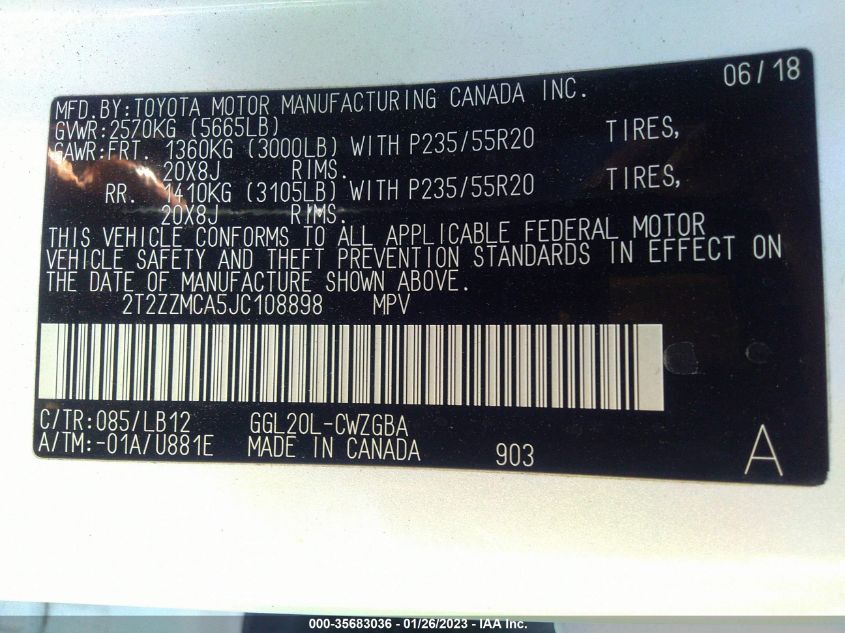 06/18
MFD.BY:TOYOTA MOTOR MANUFACTURING CANADA INC.
GVWR:2570KG (5665LB)
GAWR:FRT. 1360KG (3000LB) WITH P235/55R20 TIRES,
20X8J RIMS.
RR. 1410KG (3105LB) WITH P235/55R20 TIRES,
20X8J RIMS.
THIS VEHICLE CONFORMS TO ALL APPLICABLE FEDERAL MOTOR
VEHICLE SAFETY AND THEFT PREVENTION STANDARDS IN EFFECT ON
THE DATE OF MANUFACTURE SHOWN ABOVE.
2T2ZZMCA5JC108898 MPV
C/TR:085/LB12 GGL20L-CWZGBA
A/TM:-01A/U881E MADE IN CANADA 903 A
000-35683036 - 01/26/2023 - IAA Inc.